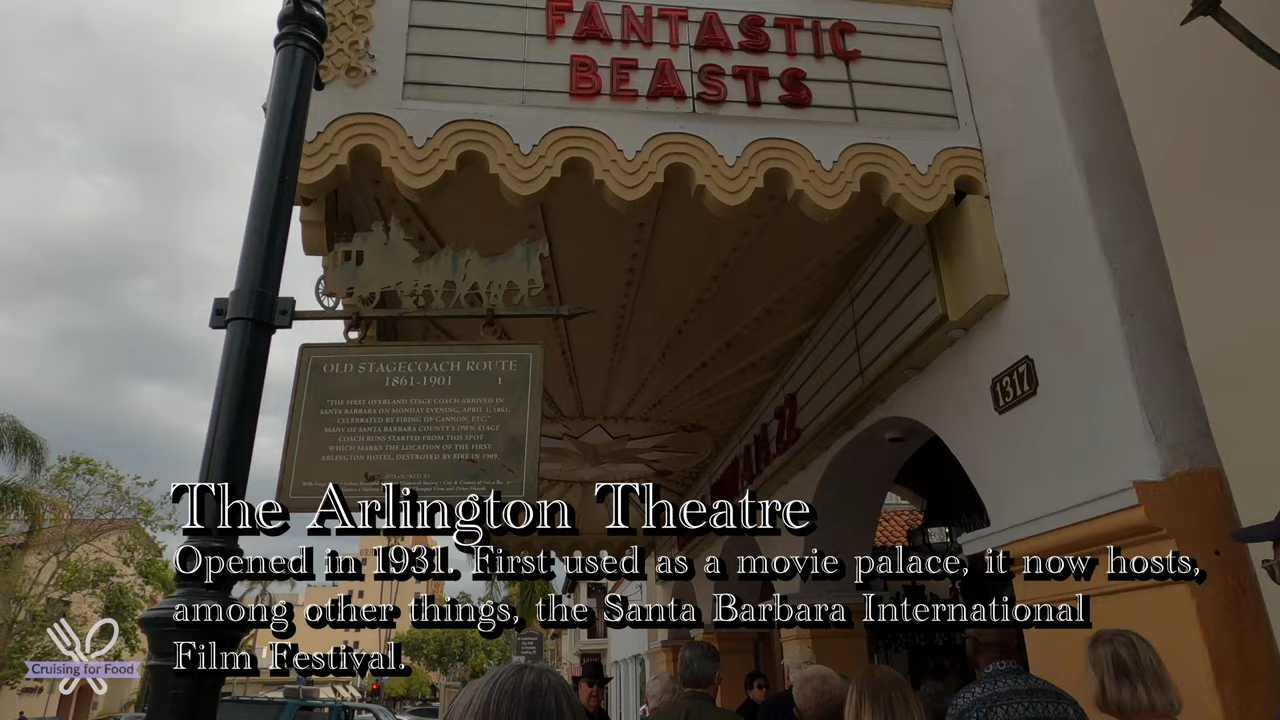 FANTASTIC
BEASTS
OLD STAGECOACH ROUTE
1861-1901
"THE FIRST OVERLAND STAGE COACH ARRIVED IN
SANTA BARBARA ON MONDAY EVENING, APRIL 1, 1861,
CELEBRATED BY FIRING OF CANNON, ETC."
MANY OF SANTA BARBARA COUNTY'S OWN STAGE
COACH RUNS STARTED FROM THIS SPOT
WHICH MARKS THE LOCATION OF THE FIRST
ARLINGTON HOTEL, DESTROYED BY FIRE IN 1909.
1317
The Arlington Theatre
Opened in 1931. First used as a movie palace, it now hosts,
among other things, the Santa Barbara International
Film Festival.
Cruising for Food